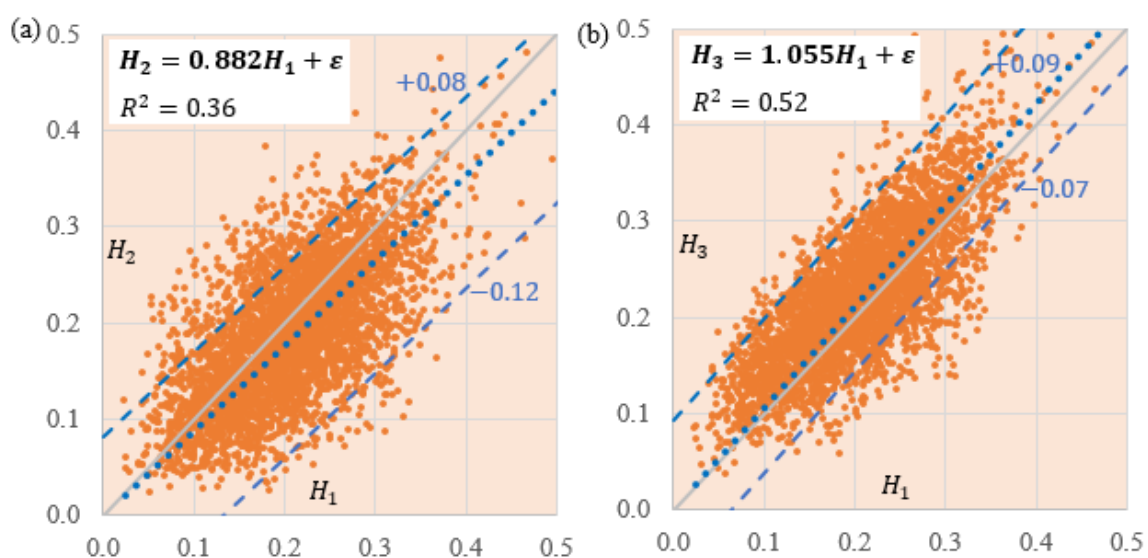 (a)
0.5
H₂ = 0.882H₁ + ε
R² = 0.36
+0.08
0.4
0.3
H₂
−0.12
0.2
0.1
H₁
0.0
0.0 0.1 0.2 0.3 0.4 0.5
(b)
0.5
H₃ = 1.055H₁ + ε
+0.09
R² = 0.52
0.4
−0.07
0.3
H₃
0.2
0.1
H₁
0.0
0.0 0.1 0.2 0.3 0.4 0.5